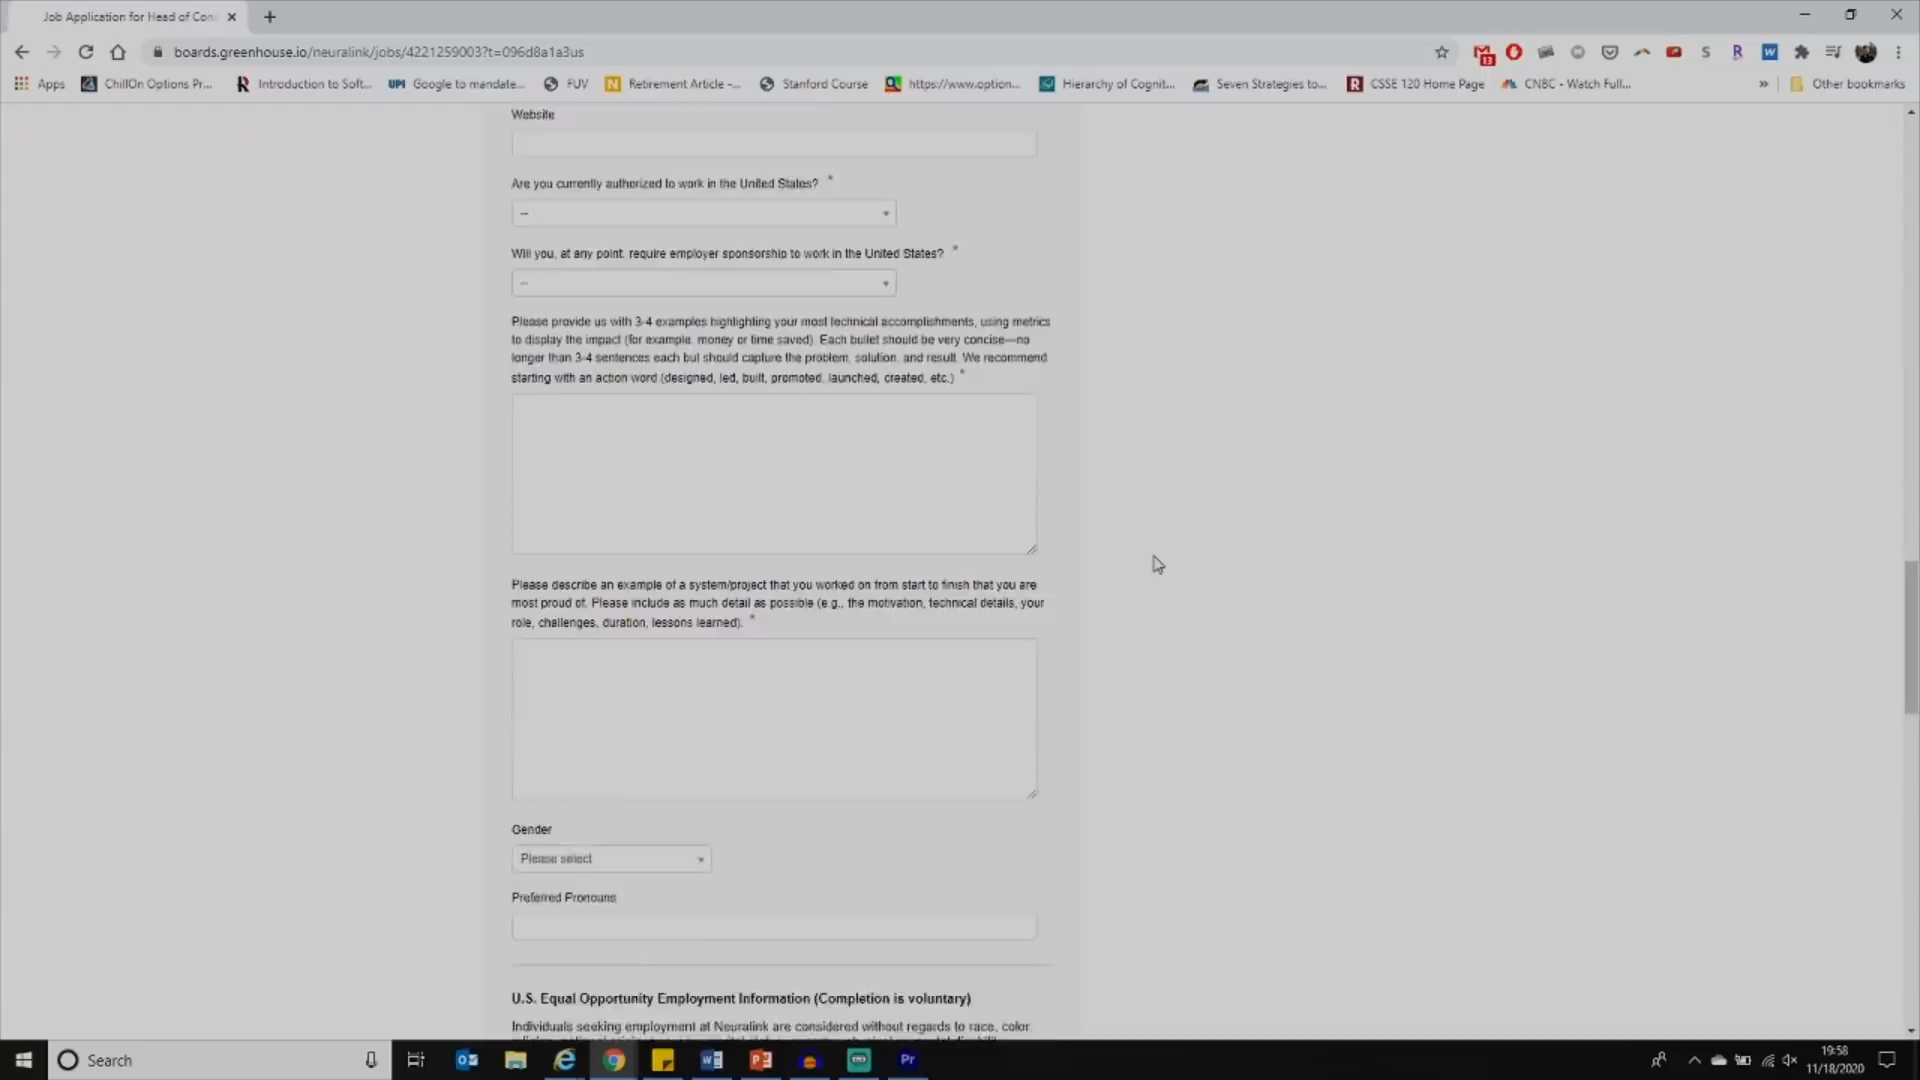 Job Application for Head of Con
boards.greenhouse.io/neuralink/jobs/4221259003?t=096d8a1a3us
13
Apps
ChillOn Options Pr...
Introduction to Soft...
UPI Google to mandate...
FUV
Retirement Article -...
Stanford Course
https://www.option...
Hierarchy of Cognit...
Seven Strategies to...
CSSE 120 Home Page
CNBC - Watch Full...
»
Other bookmarks
Website
Are you currently authorized to work in the United States? *
--
Will you, at any point, require employer sponsorship to work in the United States? *
--
Please provide us with 3-4 examples highlighting your most technical accomplishments, using metrics
to display the impact (for example: money or time saved). Each bullet should be very concise—no
longer than 3-4 sentences each but should capture the problem, solution, and result. We recommend
starting with an action word (designed, led, built, promoted, launched, created, etc.) *
Please describe an example of a system/project that you worked on from start to finish that you are
most proud of. Please include as much detail as possible (e.g., the motivation, technical details, your
role, challenges, duration, lessons learned). *
Gender
Please select
Preferred Pronouns
U.S. Equal Opportunity Employment Information (Completion is voluntary)
Individuals seeking employment at Neuralink are considered without regards to race, color,
Search
Pr
19:58
11/18/2020